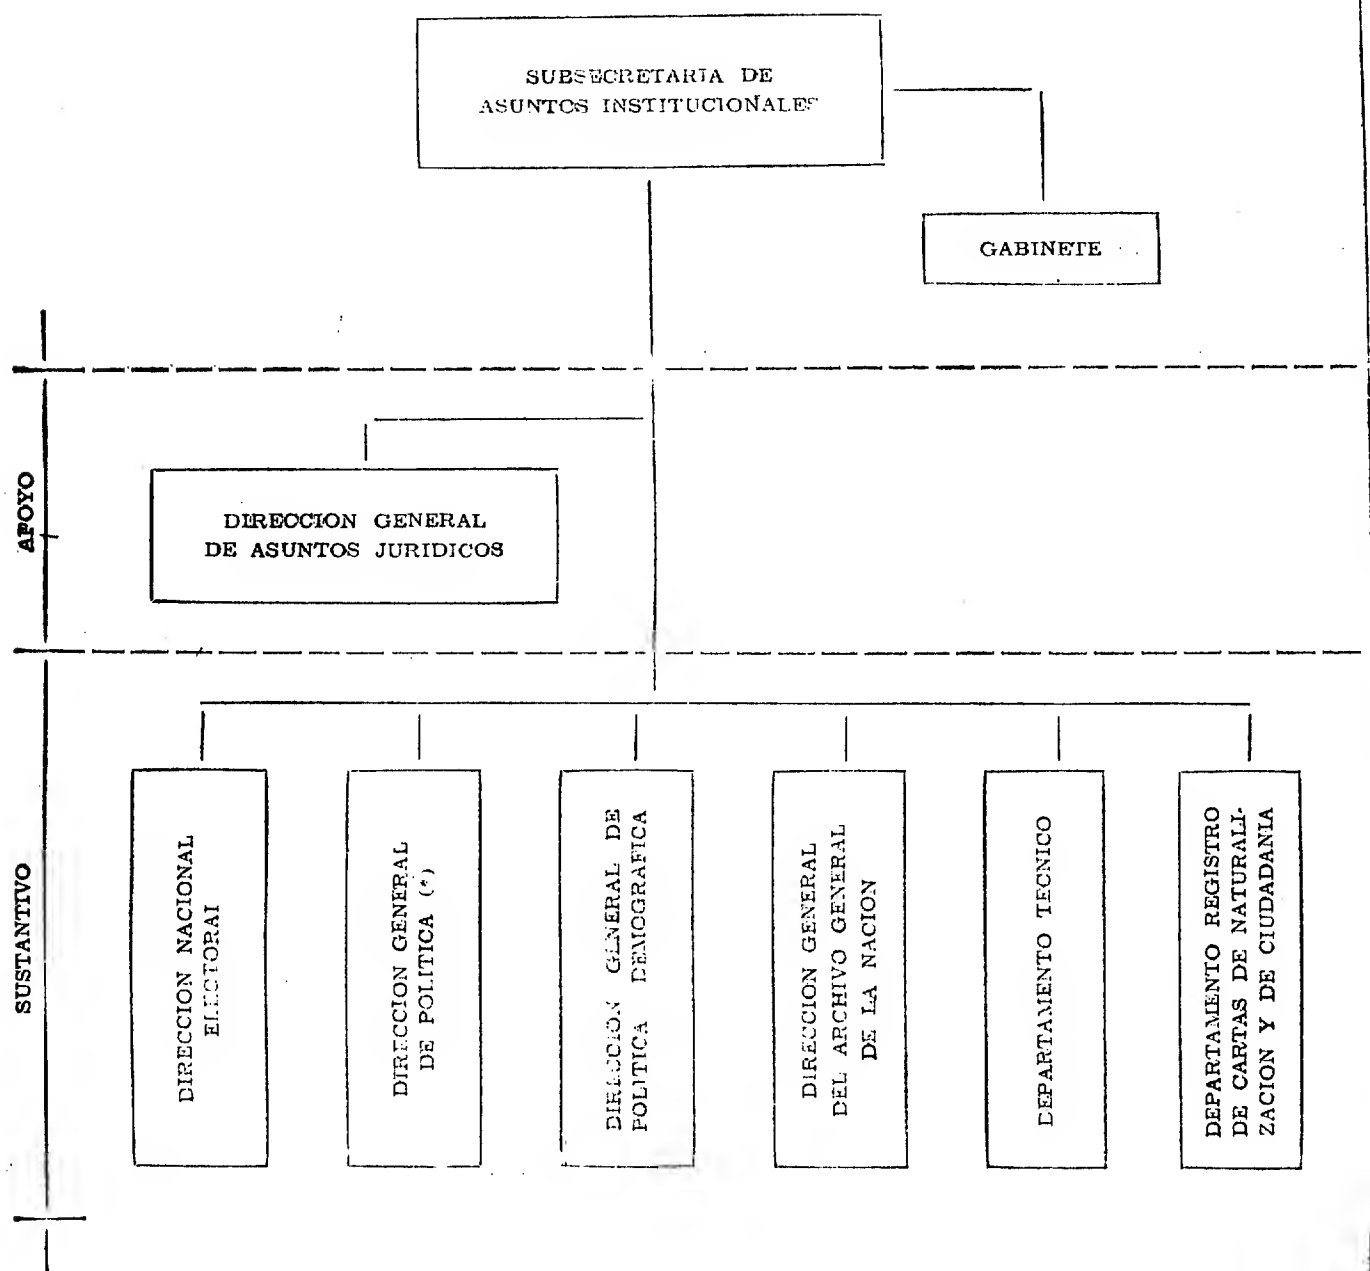 SUBSECRETARIA DE
ASUNTOS INSTITUCIONALES
GABINETE
APOYO
DIRECCION GENERAL
DE ASUNTOS JURIDICOS
SUSTANTIVO
DIRECCION NACIONAL
ELECTORAL
DIRECCION GENERAL
DE POLITICA (*)
DIRECCION GENERAL DE
POLITICA DEMOGRAFICA
DIRECCION GENERAL
DEL ARCHIVO GENERAL
DE LA NACION
DEPARTAMENTO TECNICO
DEPARTAMENTO REGISTRO
DE CARTAS DE NATURALI-
ZACION Y DE CIUDADANIA